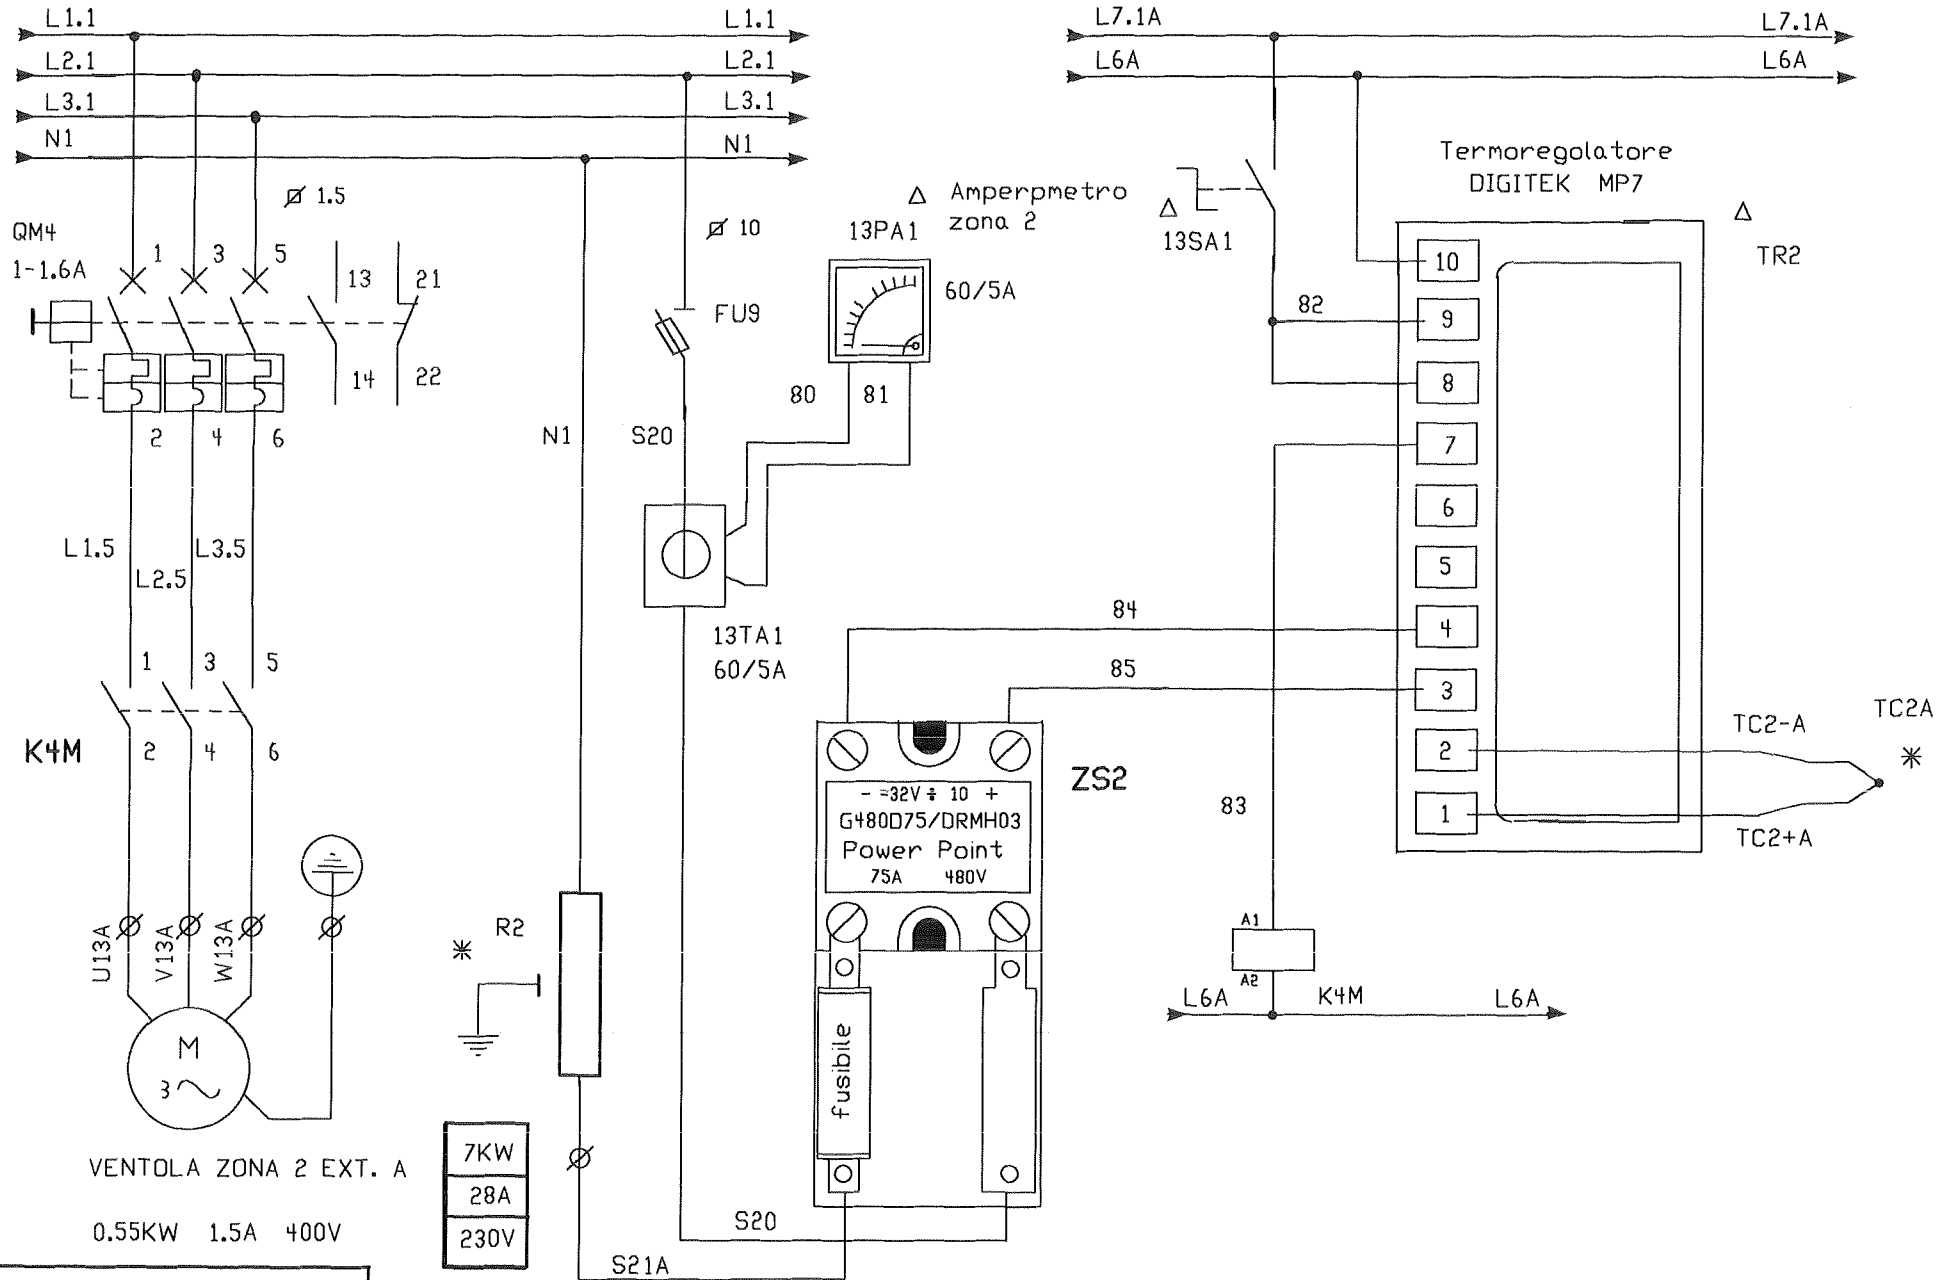 L1.1 L1.1
L2.1 L2.1
L3.1 L3.1
N1 N1
L7.1A L7.1A
L6A L6A
1.5
QM4
1-1.6A
1 3 5
13 21
14 22
2 4 6
L1.5
L2.5
L3.5
1 3 5
K4M
2 4 6
U13A
V13A
W13A
M
3
VENTOLA ZONA 2 EXT. A
0.55KW 1.5A 400V
N1
R2
7KW
28A
230V
S21A
10
FU9
S20
13TA1
60/5A
S20
Amperpmetro
zona 2
13PA1
60/5A
80 81
84
85
- =32V ÷ 10 +
G480D75/DRMH03
Power Point
75A 480V
ZS2
fusibile
13SA1
82
83
A1
A2
L6A K4M L6A
Termoregolatore
DIGITEK MP7
TR2
10
9
8
7
6
5
4
3
2
1
TC2-A
TC2A
TC2+A